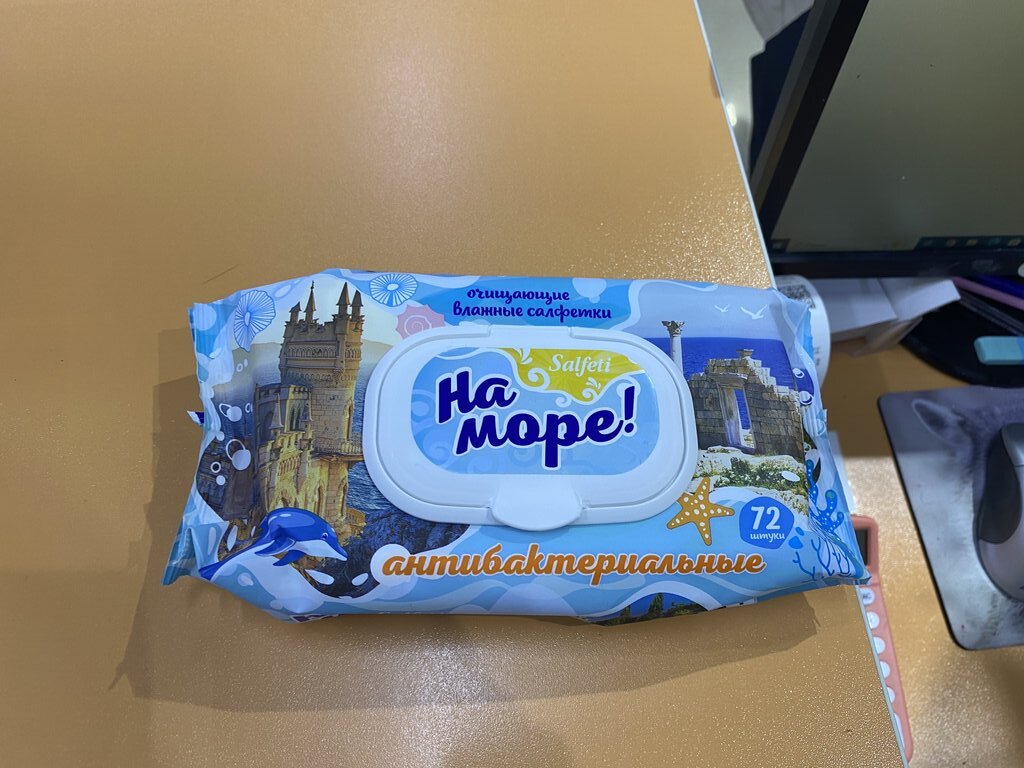 очищающие
влажные салфетки
Salfeti
На
море!
72
штуки
антибактериальные